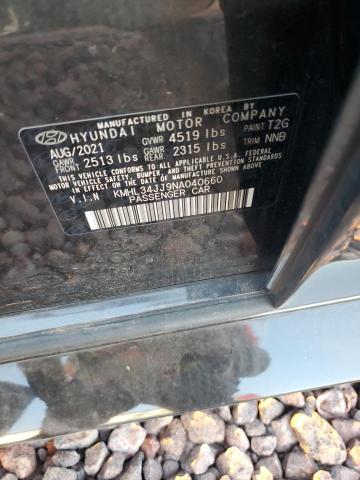 MANUFACTURED IN KOREA BY
HYUNDAI MOTOR COMPANY
AUG/2021 GVWR 4519 lbs PAINT T2G
GAWR FRONT 2513 lbs GAWR REAR 2315 lbs TRIM NNB
THIS VEHICLE CONFORMS TO ALL APPLICABLE U.S. FEDERAL
MOTOR VEHICLE SAFETY, BUMPER, AND THEFT PREVENTION STANDARDS
IN EFFECT ON THE DATE OF MANUFACTURE SHOWN ABOVE.
V.I.N KMHL34JJ9NA040660
PASSENGER CAR